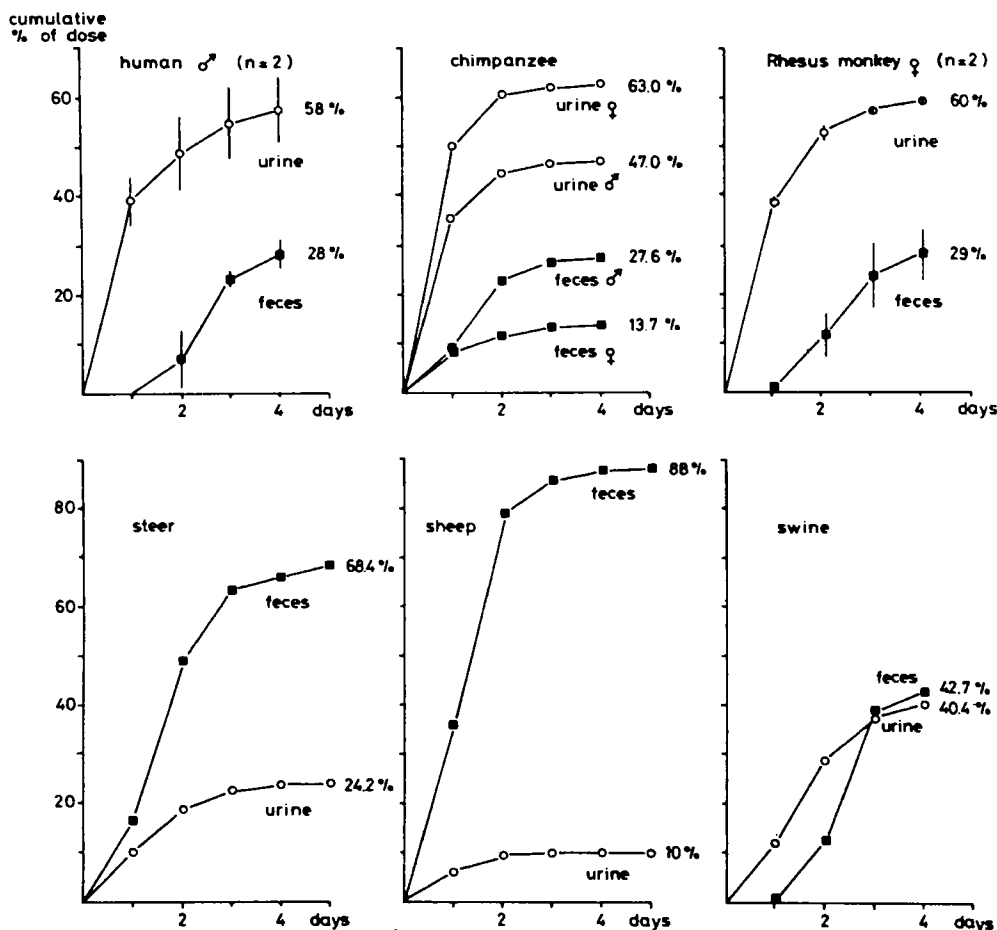 cumulative
% of dose
human ♂ (n=2)
60
40
20
58 %
urine
28 %
feces
2
4
days
chimpanzee
63.0 %
urine ♀
47.0 %
urine ♂
27.6 %
feces ♂
13.7 %
feces ♀
2
4
days
Rhesus monkey ♀ (n=2)
60 %
urine
29 %
feces
2
4
days
80
60
40
20
steer
68.4 %
feces
24.2 %
urine
2
4
days
sheep
88 %
feces
10 %
urine
2
4
days
swine
feces
42.7 %
40.4 %
urine
2
4
days